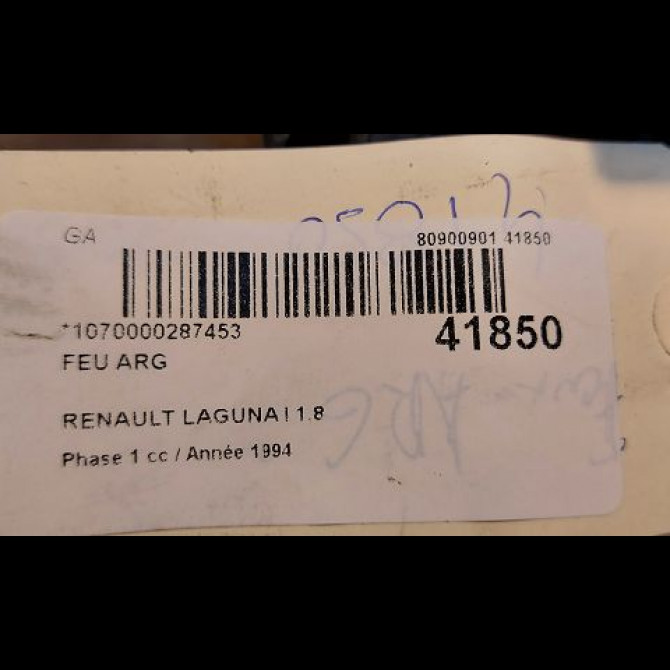 GA
80900901 41850
*1070000287453
41850
FEU ARG
RENAULT LAGUNA I 1.8
Phase 1 cc / Année 1994